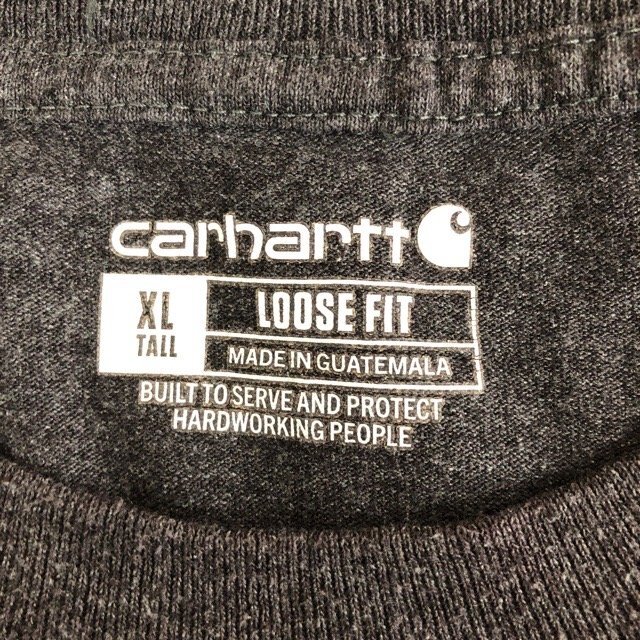 carhartt
XL
TALL
LOOSE FIT
MADE IN GUATEMALA
BUILT TO SERVE AND PROTECT
HARDWORKING PEOPLE